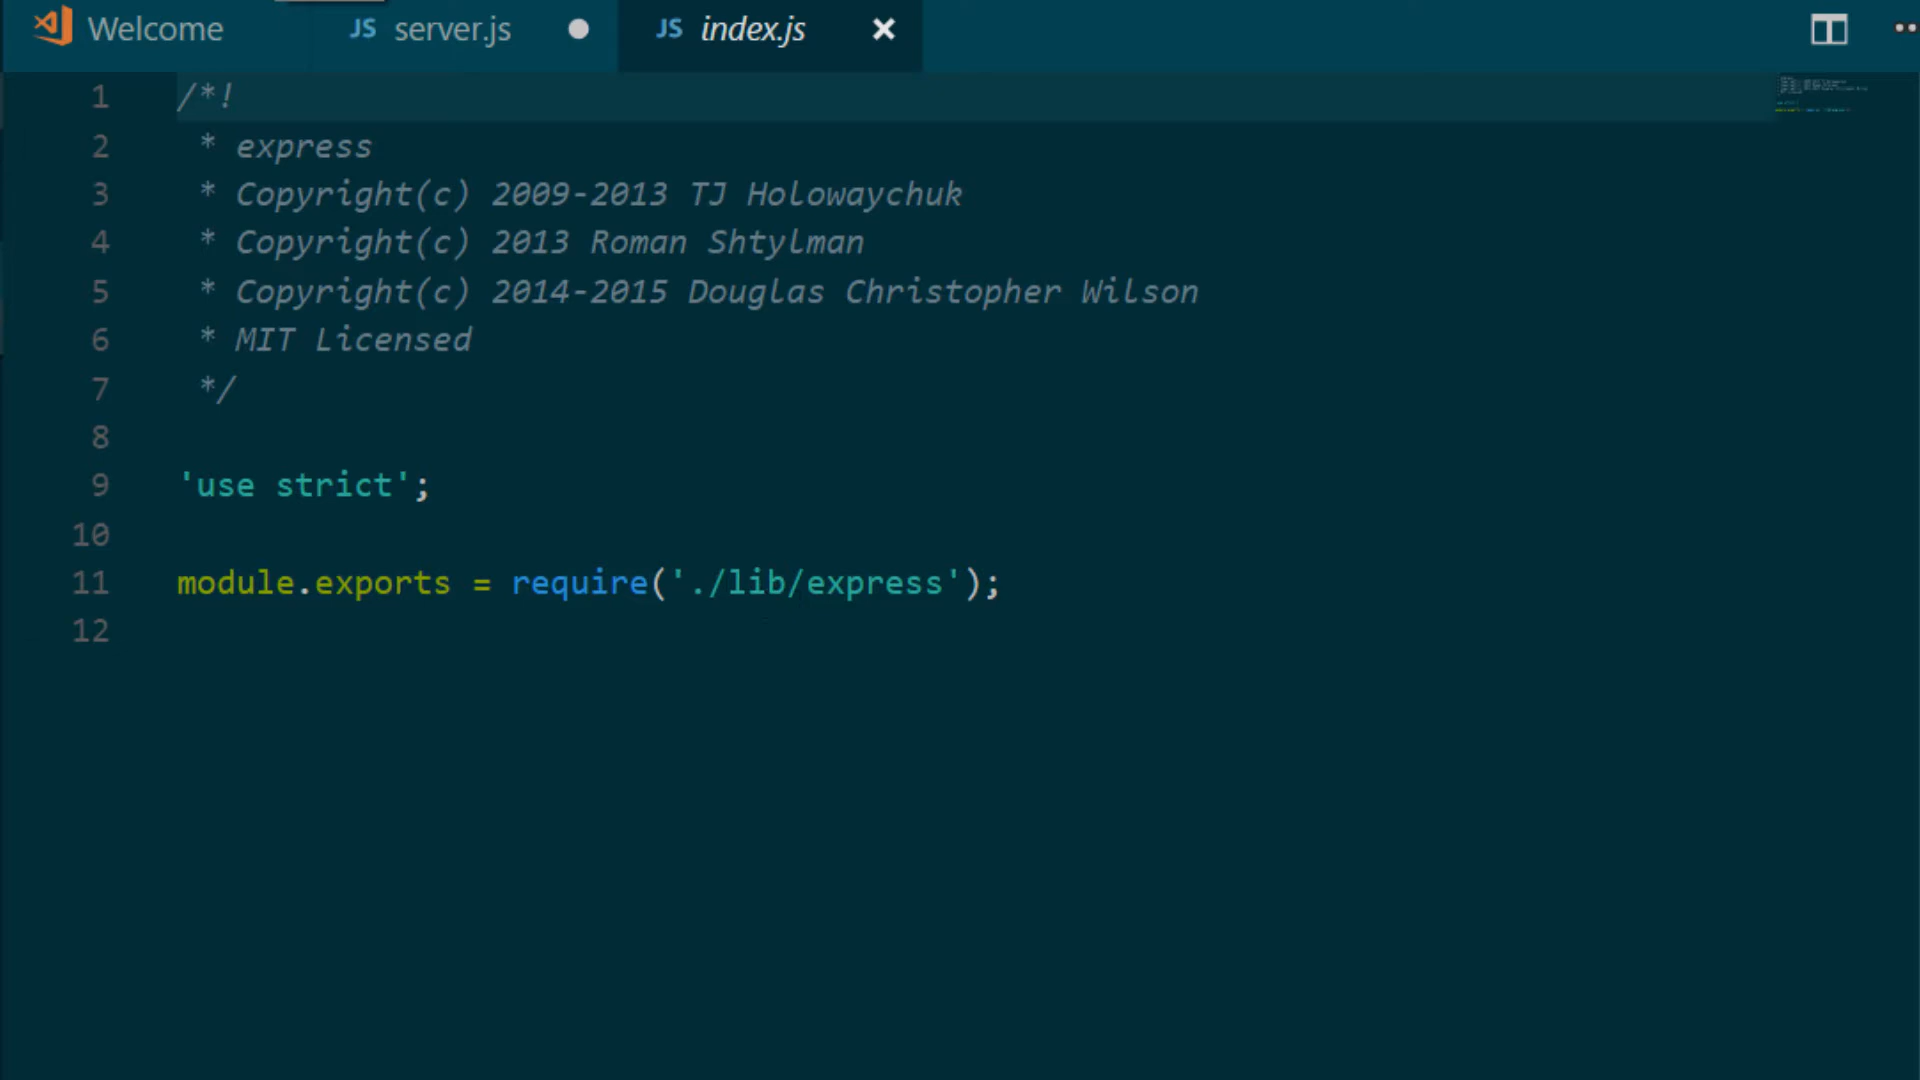 Welcome
JS server.js
JS index.js
1 /*!
2 * express
3 * Copyright(c) 2009-2013 TJ Holowaychuk
4 * Copyright(c) 2013 Roman Shtylman
5 * Copyright(c) 2014-2015 Douglas Christopher Wilson
6 * MIT Licensed
7 */
8
9 'use strict';
10
11 module.exports = require('./lib/express');
12